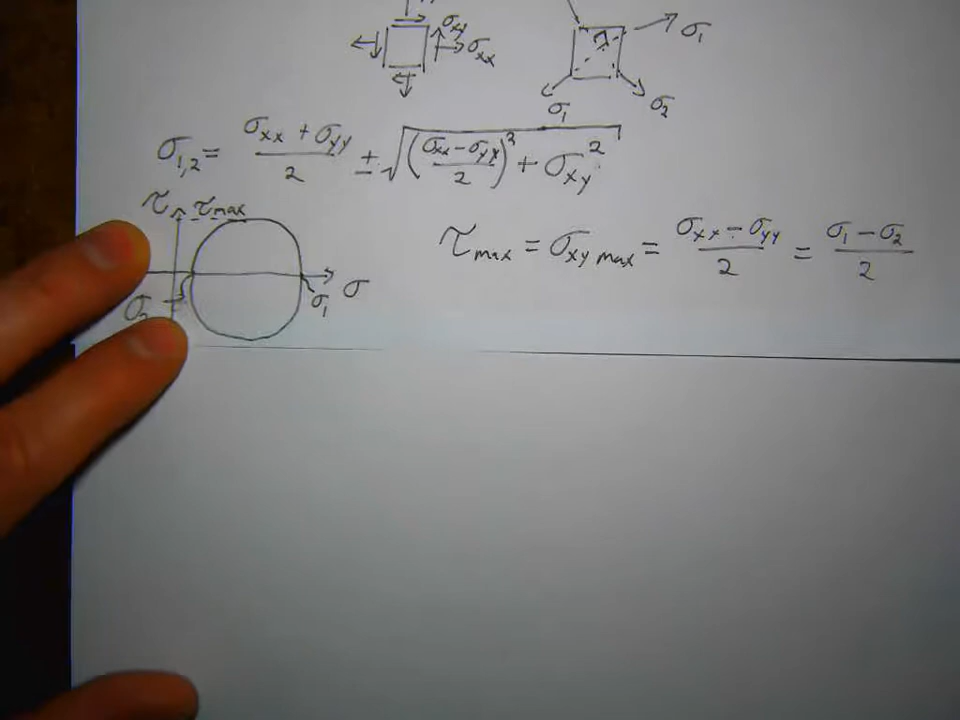 σxy
σxx
σ1
σ1
σ2
σ1,2 = (σxx + σyy)/2 ± √((σxx − σyy)/2)² + σxy²
τ τmax
τmax = σxy max = (σxx − σyy)/2 = (σ1 − σ2)/2
σ2 σ1 σ